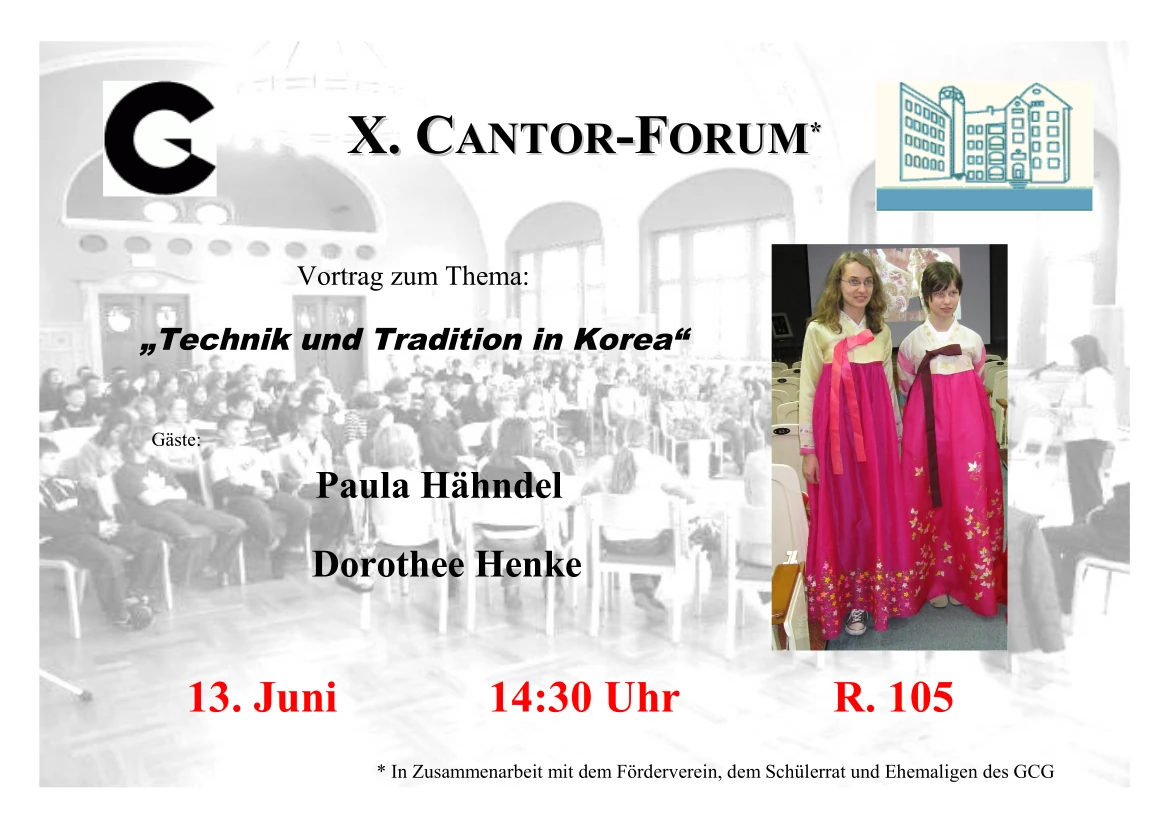 X. CANTOR-FORUM*
Vortrag zum Thema:
„Technik und Tradition in Korea“
Gäste:
Paula Hähndel
Dorothee Henke
13. Juni 14:30 Uhr R. 105
* In Zusammenarbeit mit dem Förderverein, dem Schülerrat und Ehemaligen des GCG